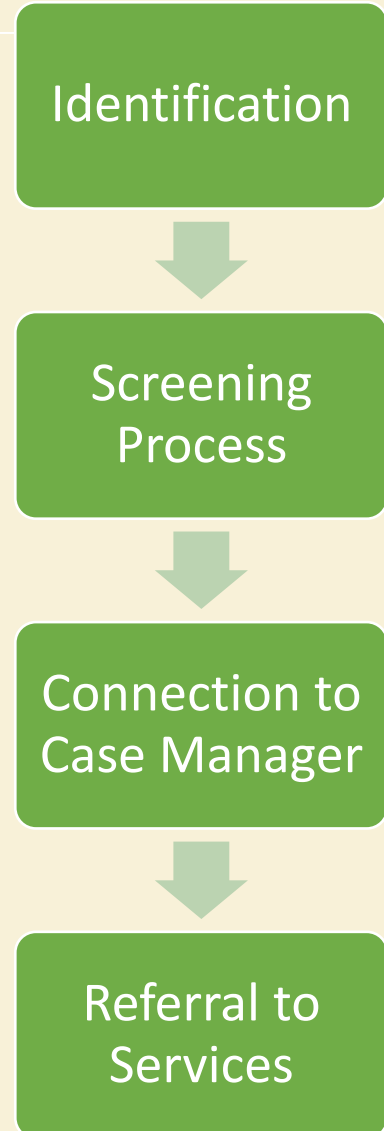 Identification
Screening
Process
Connection to
Case Manager
Referral to
Services